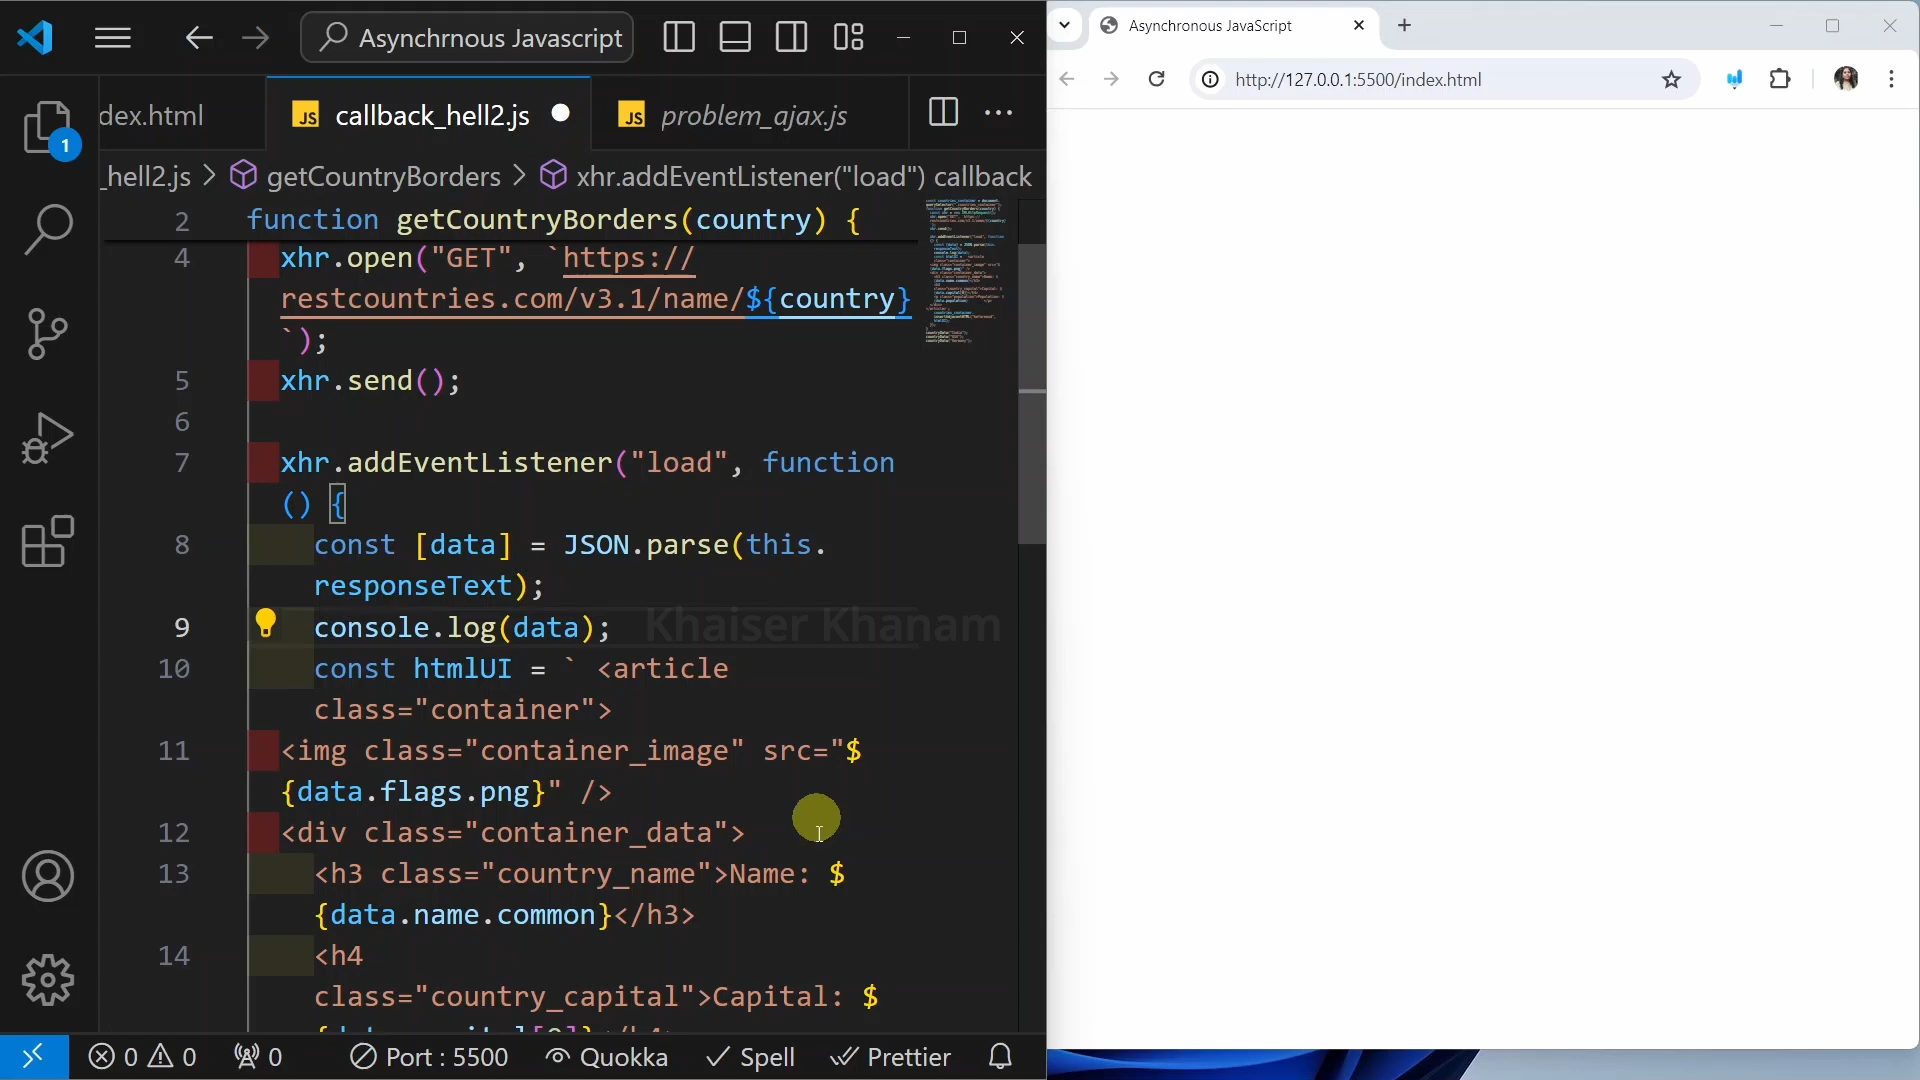 Asynchrnous Javascript
dex.html
callback_hell2.js
problem_ajax.js
_hell2.js > getCountryBorders > xhr.addEventListener("load") callback
2 function getCountryBorders(country) {
4 xhr.open("GET", `https://
restcountries.com/v3.1/name/${country}
`);
5 xhr.send();
6
7 xhr.addEventListener("load", function
() {
8 const [data] = JSON.parse(this.
responseText);
9 console.log(data);
Khaiser Khanam
10 const htmlUI = ` <article
class="container">
11 <img class="container_image" src="$
{data.flags.png}" />
12 <div class="container_data">
13 <h3 class="country_name">Name: $
{data.name.common}</h3>
14 <h4
class="country_capital">Capital: $
1
0 0 0 Port : 5500 Quokka Spell Prettier
Asynchronous JavaScript
http://127.0.0.1:5500/index.html